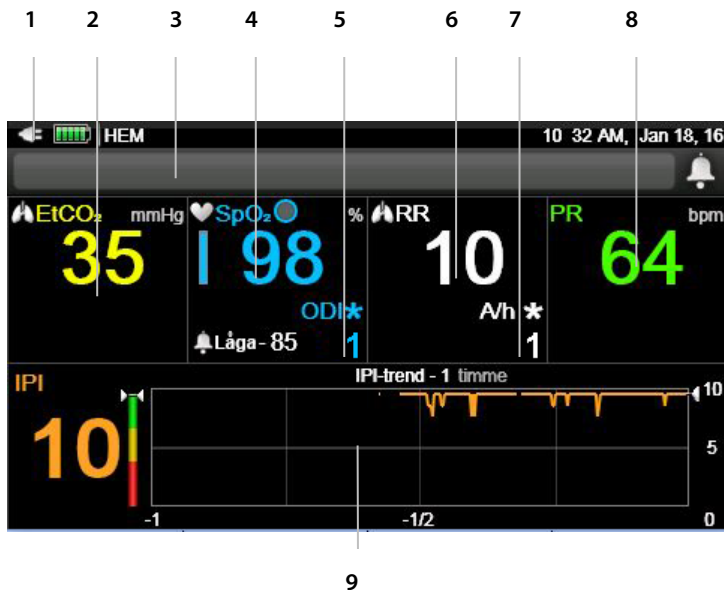 1 2 3 4 5 6 7 8
HEM 10 32 AM, Jan 18, 16
EtCO₂ mmHg SpO₂ % RR PR bpm
35 98 10 64
ODI* A/h *
Låga - 85 1 1
IPI IPI-trend - 1 timme
10
10
5
-1 -1/2 0
9